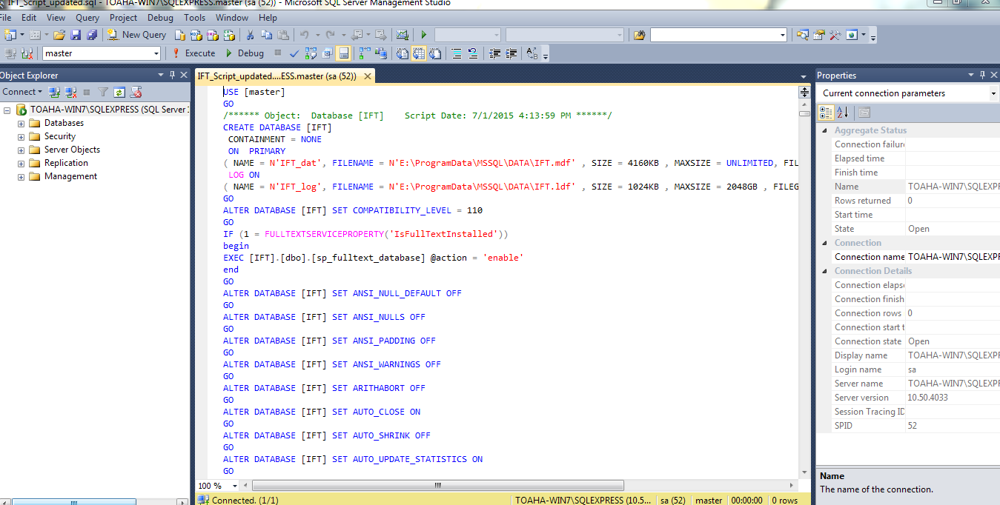 IFT_Script_updated.sql - TOAHA-WIN7\SQLEXPRESS.master (sa (52)) - Microsoft SQL Server Management Studio
File Edit View Query Project Debug Tools Window Help
New Query
master Execute Debug
Object Explorer
Connect
TOAHA-WIN7\SQLEXPRESS (SQL Server
Databases
Security
Server Objects
Replication
Management
IFT_Script_updated....ESS.master (sa (52))
USE [master]
GO
/****** Object:  Database [IFT]    Script Date: 7/1/2015 4:13:59 PM ******/
CREATE DATABASE [IFT]
CONTAINMENT = NONE
ON  PRIMARY
( NAME = N'IFT_dat', FILENAME = N'E:\ProgramData\MSSQL\DATA\IFT.mdf' , SIZE = 4160KB , MAXSIZE = UNLIMITED, FIL
LOG ON
( NAME = N'IFT_log', FILENAME = N'E:\ProgramData\MSSQL\DATA\IFT.ldf' , SIZE = 1024KB , MAXSIZE = 2048GB , FILEG
GO
ALTER DATABASE [IFT] SET COMPATIBILITY_LEVEL = 110
GO
IF (1 = FULLTEXTSERVICEPROPERTY('IsFullTextInstalled'))
begin
EXEC [IFT].[dbo].[sp_fulltext_database] @action = 'enable'
end
GO
ALTER DATABASE [IFT] SET ANSI_NULL_DEFAULT OFF
GO
ALTER DATABASE [IFT] SET ANSI_NULLS OFF
GO
ALTER DATABASE [IFT] SET ANSI_PADDING OFF
GO
ALTER DATABASE [IFT] SET ANSI_WARNINGS OFF
GO
ALTER DATABASE [IFT] SET ARITHABORT OFF
GO
ALTER DATABASE [IFT] SET AUTO_CLOSE ON
GO
ALTER DATABASE [IFT] SET AUTO_SHRINK OFF
GO
ALTER DATABASE [IFT] SET AUTO_UPDATE_STATISTICS ON
GO
100 %
Connected. (1/1) TOAHA-WIN7\SQLEXPRESS (10.5... sa (52) master 00:00:00 0 rows
Properties
Current connection parameters
Aggregate Status
Connection failure
Elapsed time
Finish time
Name TOAHA-WIN7\SQLEXPR
Rows returned 0
Start time
State Open
Connection
Connection name TOAHA-WIN7\SQLEXPR
Connection Details
Connection elapse
Connection finish
Connection rows 0
Connection start t
Connection state Open
Display name TOAHA-WIN7\SQLEXPR
Login name sa
Server name TOAHA-WIN7\SQLEXPR
Server version 10.50.4033
Session Tracing ID
SPID 52
Name
The name of the connection.